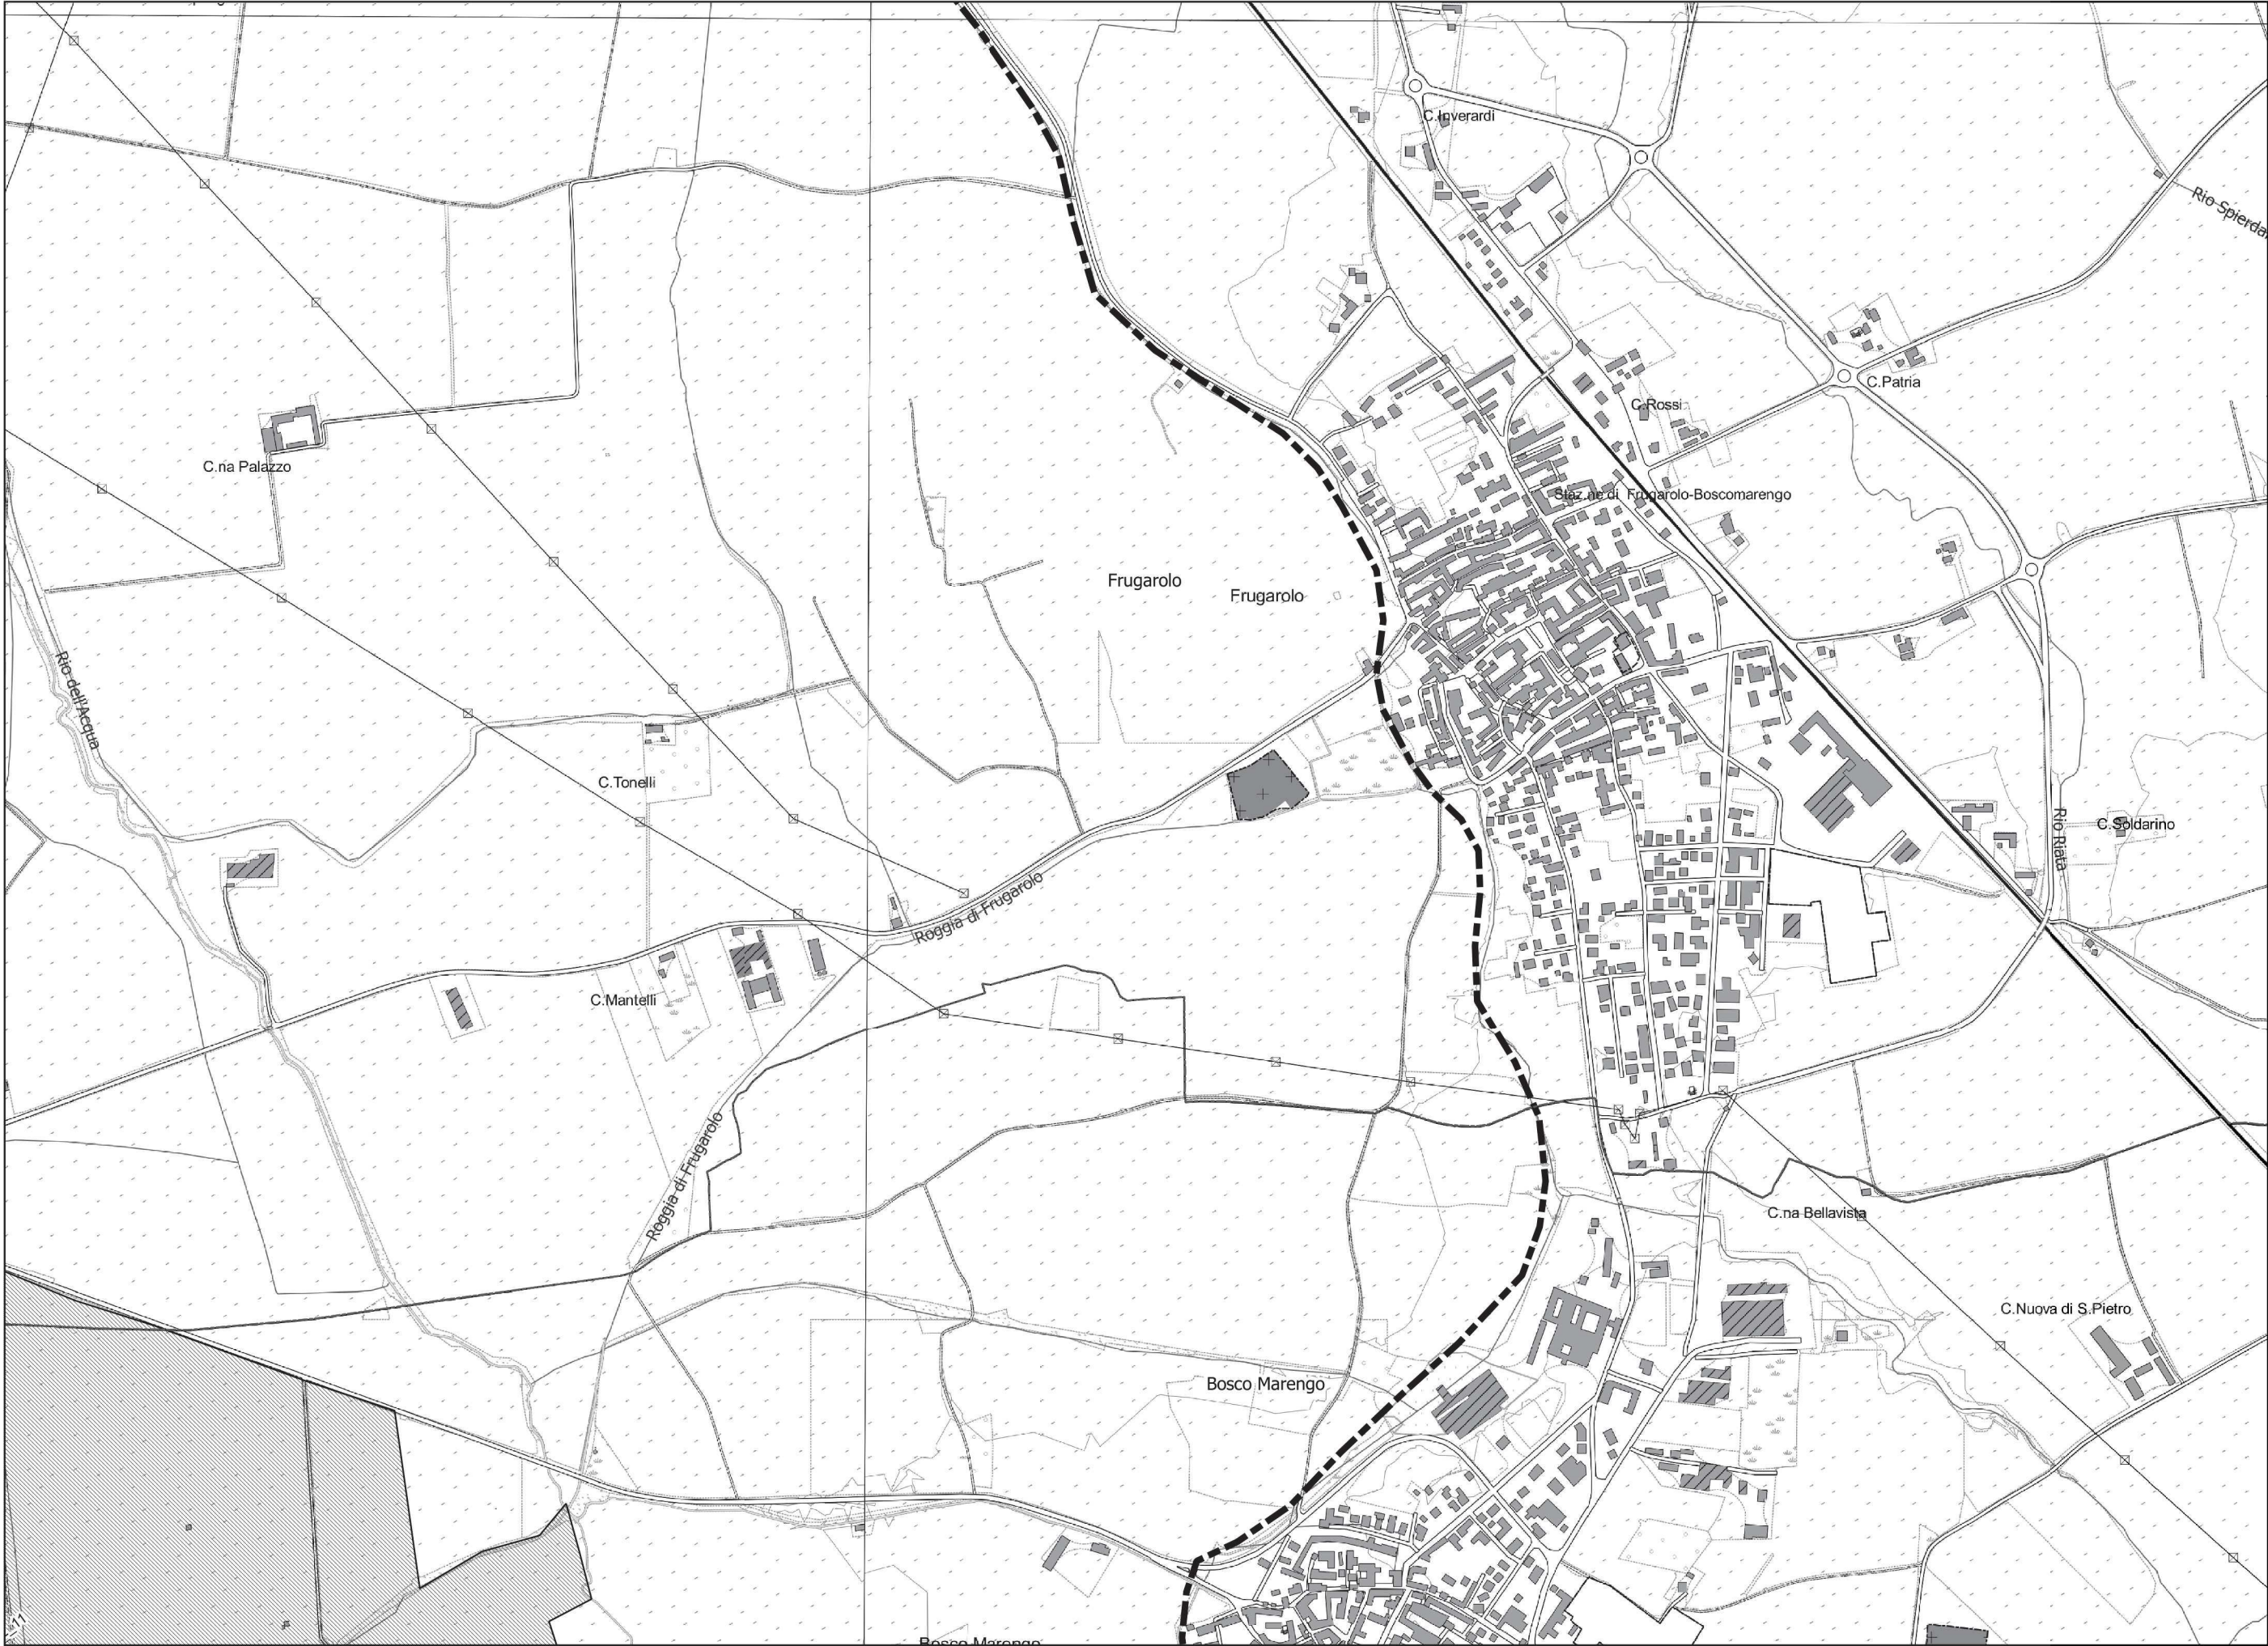 C.Inverardi
Rio Spierda
C.Patria
C.Rossi
C.na Palazzo
Staz.ne di Frugarolo-Boscomarengo
Frugarolo
Frugarolo
Rio dell'Acqua
C.Tonelli
Rio Riata
C.Soldarino
Roggia di Frugarolo
C.Mantelli
Roggia di Frugarolo
C.na Bellavista
C.Nuova di S.Pietro
Bosco Marengo
11
Bosco Marengo